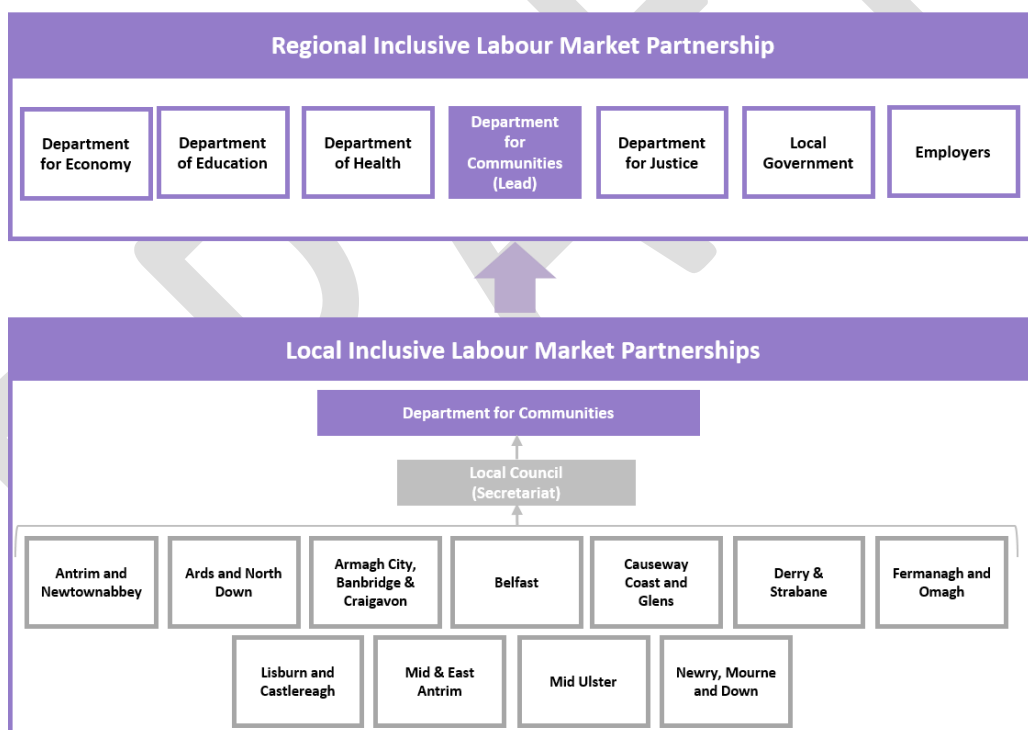 Regional Inclusive Labour Market Partnership
Department
for Economy
Department
of Education
Department
of Health
Department
for
Communities
(Lead)
Department
for Justice
Local
Government
Employers
Local Inclusive Labour Market Partnerships
Department for Communities
Local Council
(Secretariat)
Antrim and
Newtownabbey
Ards and North
Down
Armagh City,
Banbridge &
Craigavon
Belfast
Causeway
Coast and
Glens
Derry &
Strabane
Fermanagh and
Omagh
Lisburn and
Castlereagh
Mid & East
Antrim
Mid Ulster
Newry, Mourne
and Down